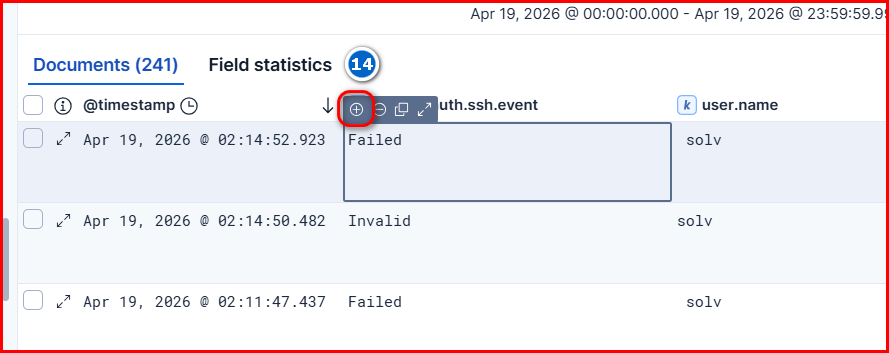 Apr 19, 2026 @ 00:00:00.000 - Apr 19, 2026 @ 23:59:59.9
Documents (241) Field statistics 14
@timestamp uth.ssh.event k user.name
Apr 19, 2026 @ 02:14:52.923 Failed solv
Apr 19, 2026 @ 02:14:50.482 Invalid solv
Apr 19, 2026 @ 02:11:47.437 Failed solv